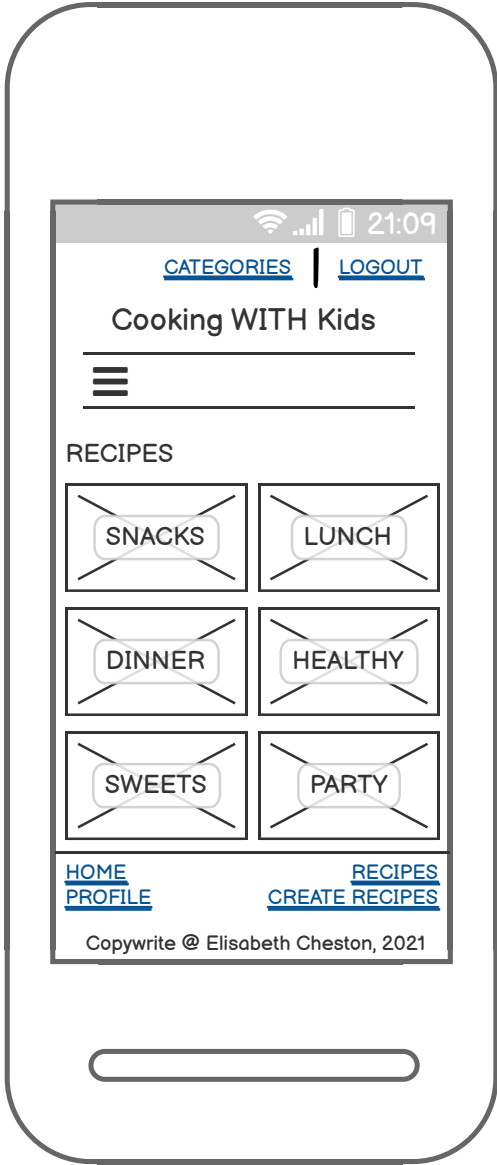 21:09
CATEGORIES LOGOUT
Cooking WITH Kids
RECIPES
SNACKS LUNCH
DINNER HEALTHY
SWEETS PARTY
HOME RECIPES
PROFILE CREATE RECIPES
Copywrite @ Elisabeth Cheston, 2021